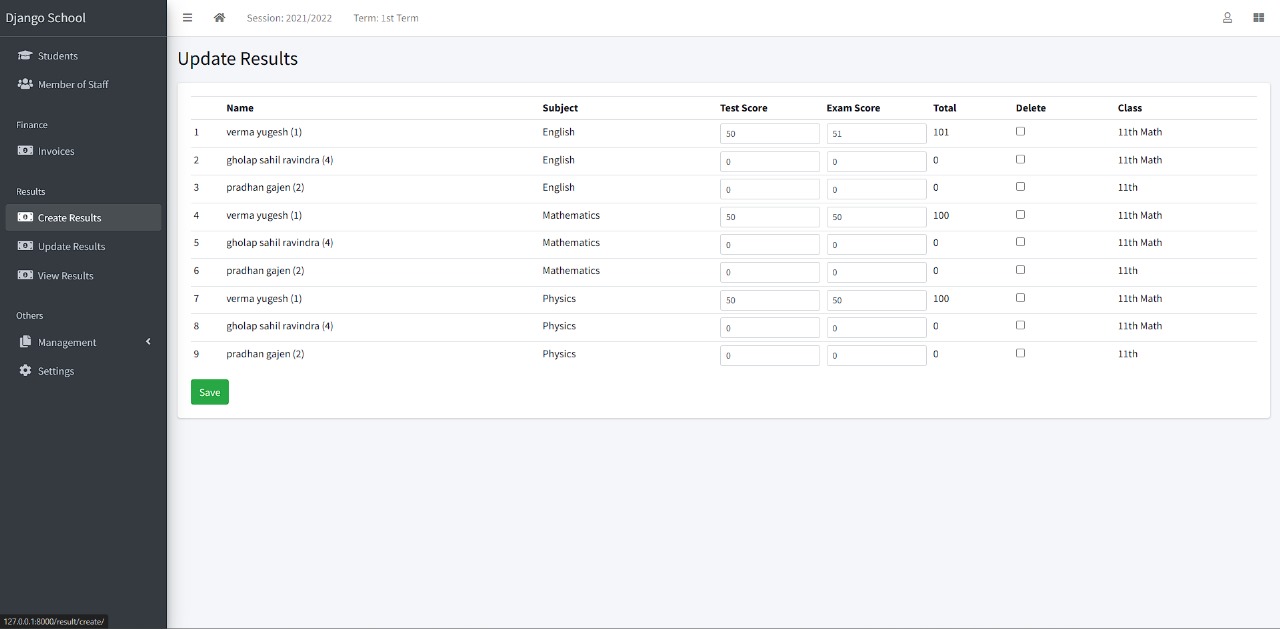 Django School
Session: 2021/2022 Term: 1st Term
Students
Member of Staff
Finance
Invoices
Results
Create Results
Update Results
View Results
Others
Management
Settings
Update Results
Name Subject Test Score Exam Score Total Delete Class
1 verma yugesh (1) English 50 51 101 11th Math
2 gholap sahil ravindra (4) English 0 0 0 11th Math
3 pradhan gajen (2) English 0 0 0 11th
4 verma yugesh (1) Mathematics 50 50 100 11th Math
5 gholap sahil ravindra (4) Mathematics 0 0 0 11th Math
6 pradhan gajen (2) Mathematics 0 0 0 11th
7 verma yugesh (1) Physics 50 50 100 11th Math
8 gholap sahil ravindra (4) Physics 0 0 0 11th Math
9 pradhan gajen (2) Physics 0 0 0 11th
Save
127.0.0.1:8000/result/create/